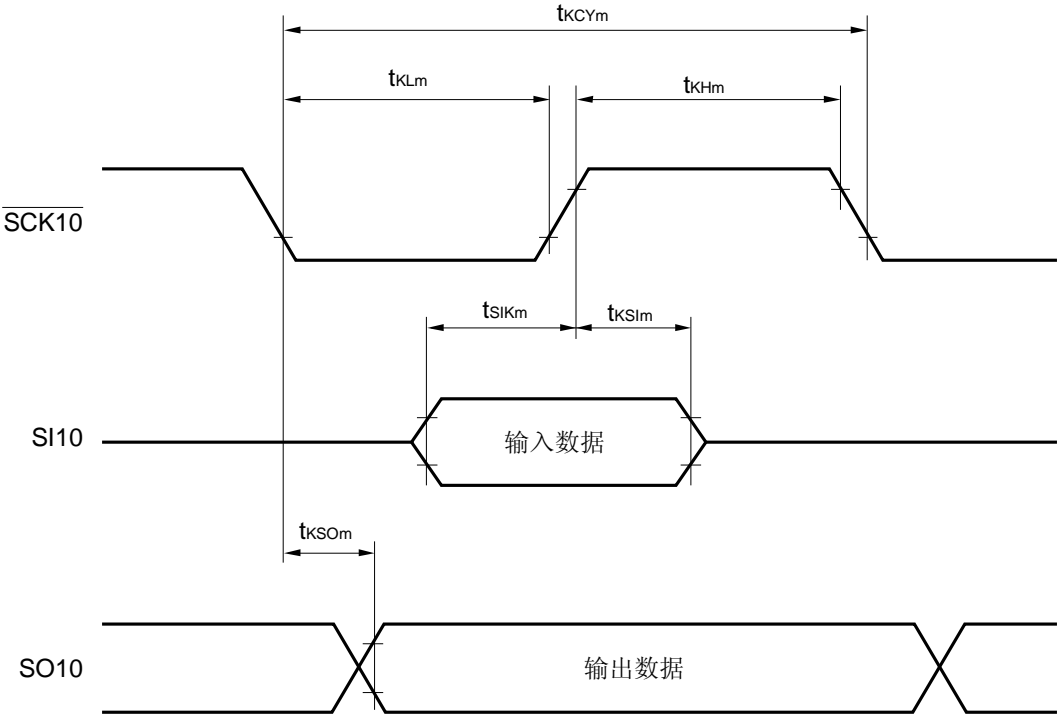 tKCYm
tKLm
tKHm
SCK10
tSIKm
tKSIm
SI10
输入数据
tKSOm
SO10
输出数据